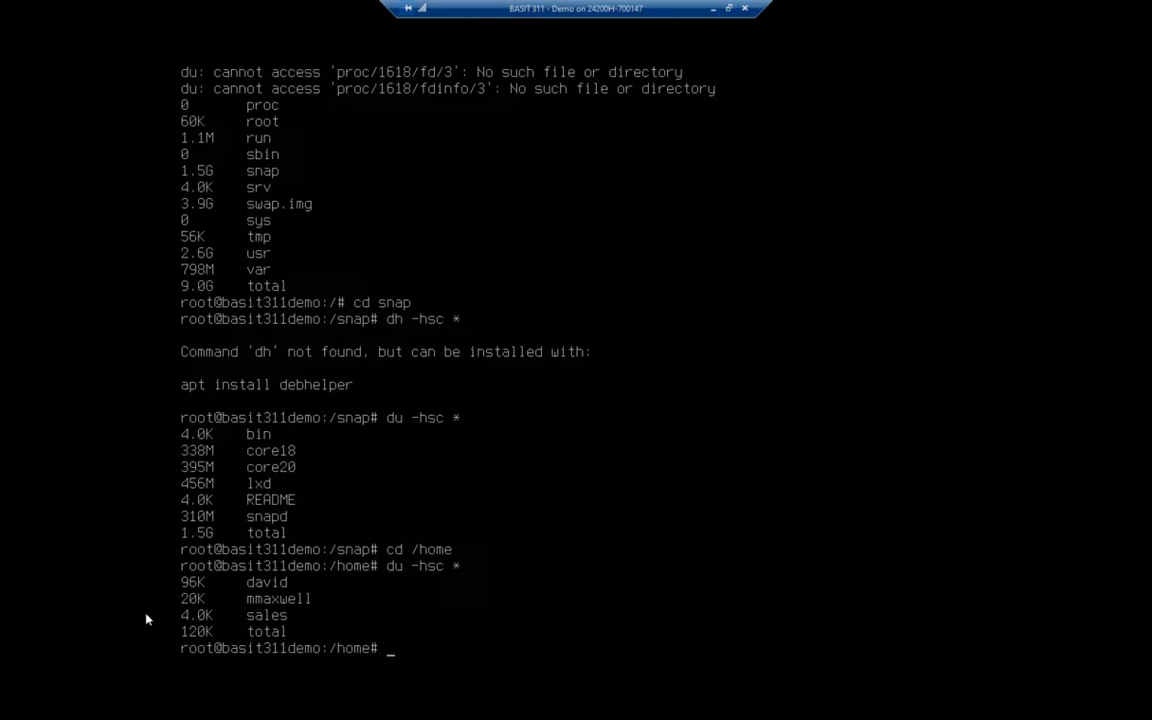 BASIT 311 - Demo on 24200H-700147
du: cannot access 'proc/1618/fd/3': No such file or directory
du: cannot access 'proc/1618/fdinfo/3': No such file or directory
0 proc
60K root
1.1M run
0 sbin
1.5G snap
4.0K srv
3.9G swap.img
0 sys
56K tmp
2.6G usr
798M var
9.0G total
root@basit311demo:/# cd snap
root@basit311demo:/snap# dh -hsc *
Command 'dh' not found, but can be installed with:
apt install debhelper
root@basit311demo:/snap# du -hsc *
4.0K bin
338M core18
395M core20
456M lxd
4.0K README
310M snapd
1.5G total
root@basit311demo:/snap# cd /home
root@basit311demo:/home# du -hsc *
96K david
20K mmaxwell
4.0K sales
120K total
root@basit311demo:/home# _